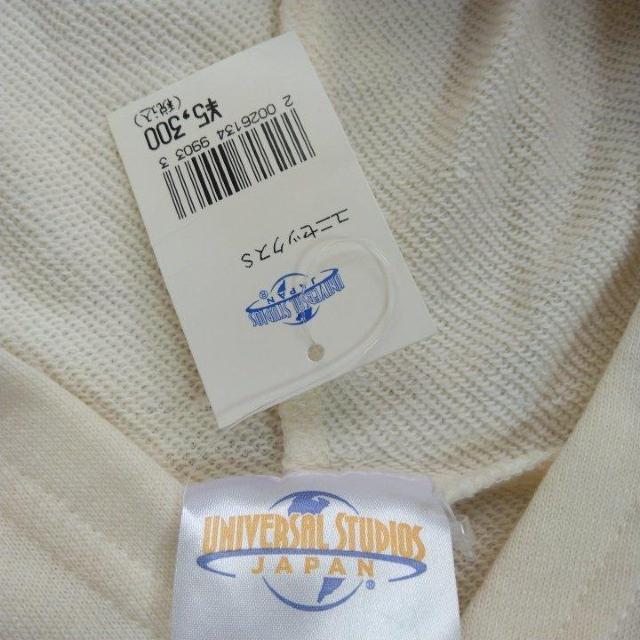 UNIVERSAL STUDIOS
JAPAN®
ユニセックスS
2 0026134 9803 3
¥5,300
(税込)
UNIVERSAL STUDIOS
JAPAN®